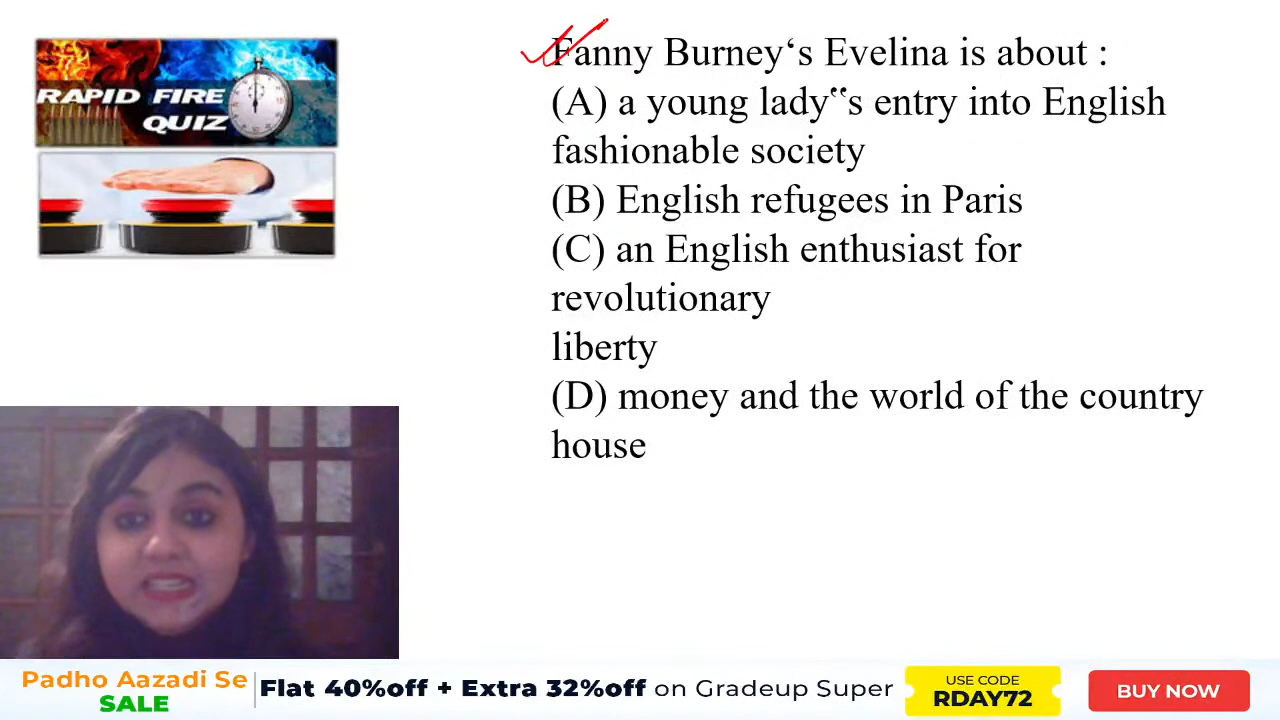 RAPID FIRE
QUIZ
Fanny Burney‘s Evelina is about :
(A) a young lady‟s entry into English
fashionable society
(B) English refugees in Paris
(C) an English enthusiast for
revolutionary
liberty
(D) money and the world of the country
house
Padho Aazadi Se
SALE
Flat 40%off + Extra 32%off on Gradeup Super
USE CODE
RDAY72
BUY NOW